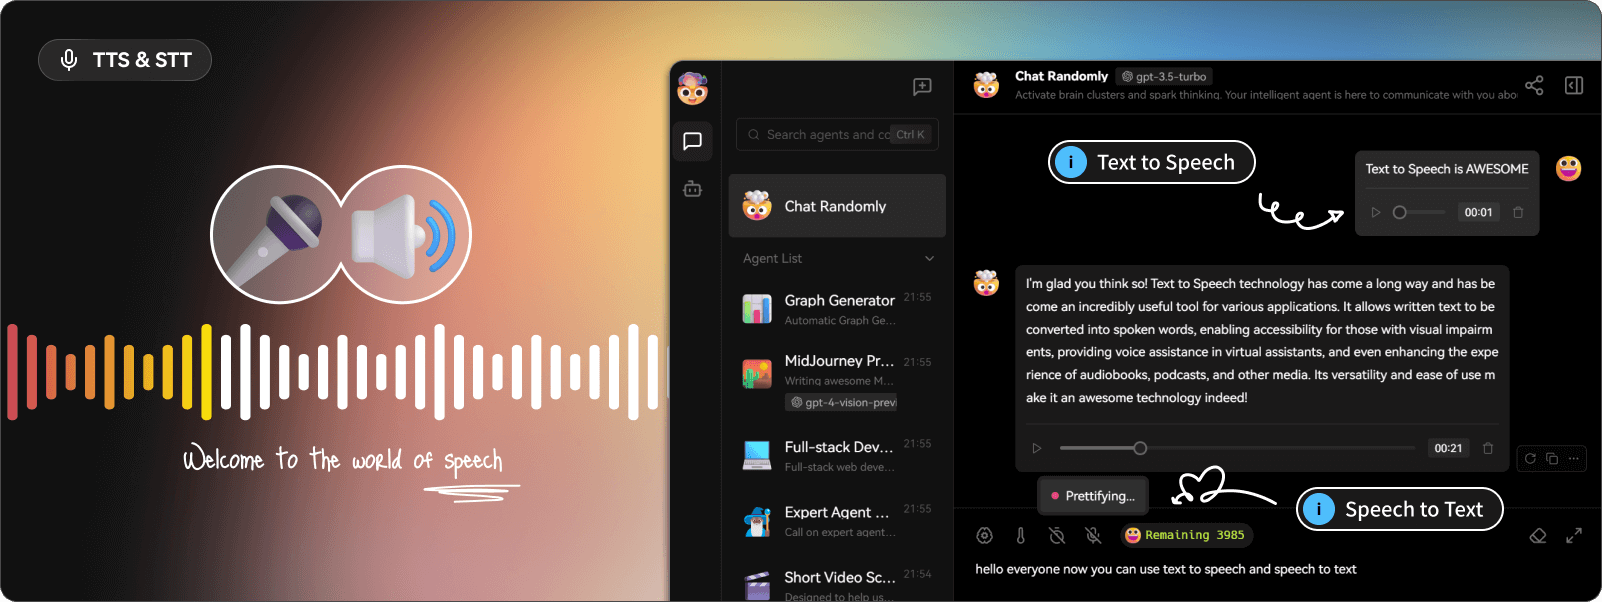 TTS & STT
Welcome to the world of speech
Search agents and co
Ctrl K
Chat Randomly
Agent List
Graph Generator
21:55
Automatic Graph Ge...
MidJourney Pr...
21:55
Writing awesome M...
gpt-4-vision-previ
Full-stack Dev...
21:55
Full-stack web deve...
Expert Agent ...
21:55
Call on expert agent...
Short Video Sc...
21:54
Designed to help us...
Chat Randomly
gpt-3.5-turbo
Activate brain clusters and spark thinking. Your intelligent agent is here to communicate with you abou
i Text to Speech
Text to Speech is AWESOME
00:01
I'm glad you think so! Text to Speech technology has come a long way and has be
come an incredibly useful tool for various applications. It allows written text to be
converted into spoken words, enabling accessibility for those with visual impairm
ents, providing voice assistance in virtual assistants, and even enhancing the expe
rience of audiobooks, podcasts, and other media. Its versatility and ease of use m
ake it an awesome technology indeed!
00:21
Prettifying...
i Speech to Text
Remaining 3985
hello everyone now you can use text to speech and speech to text